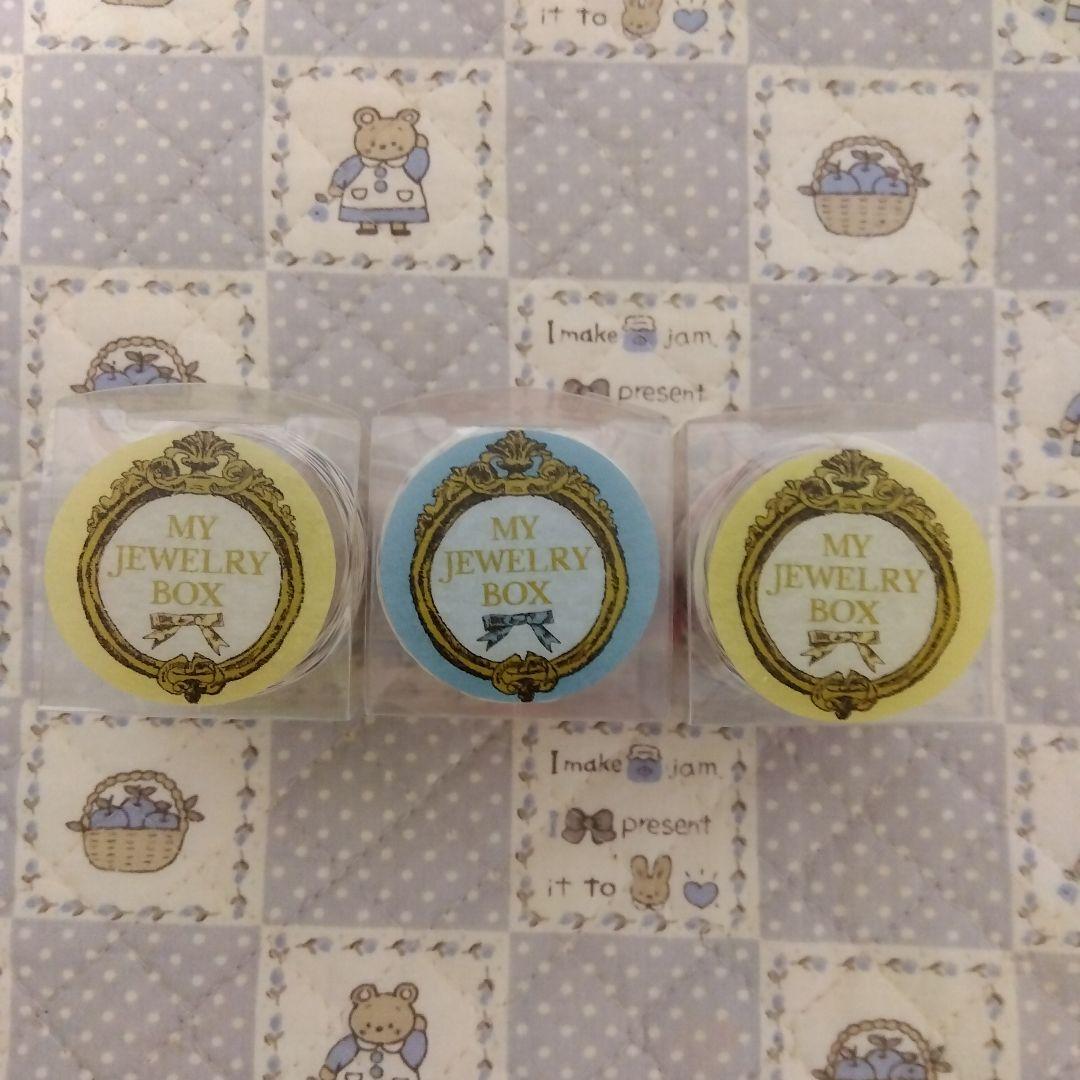 it to
I make jam
present
MY
JEWELRY
BOX
MY
JEWELRY
BOX
MY
JEWELRY
BOX
I make jam
I present
it to